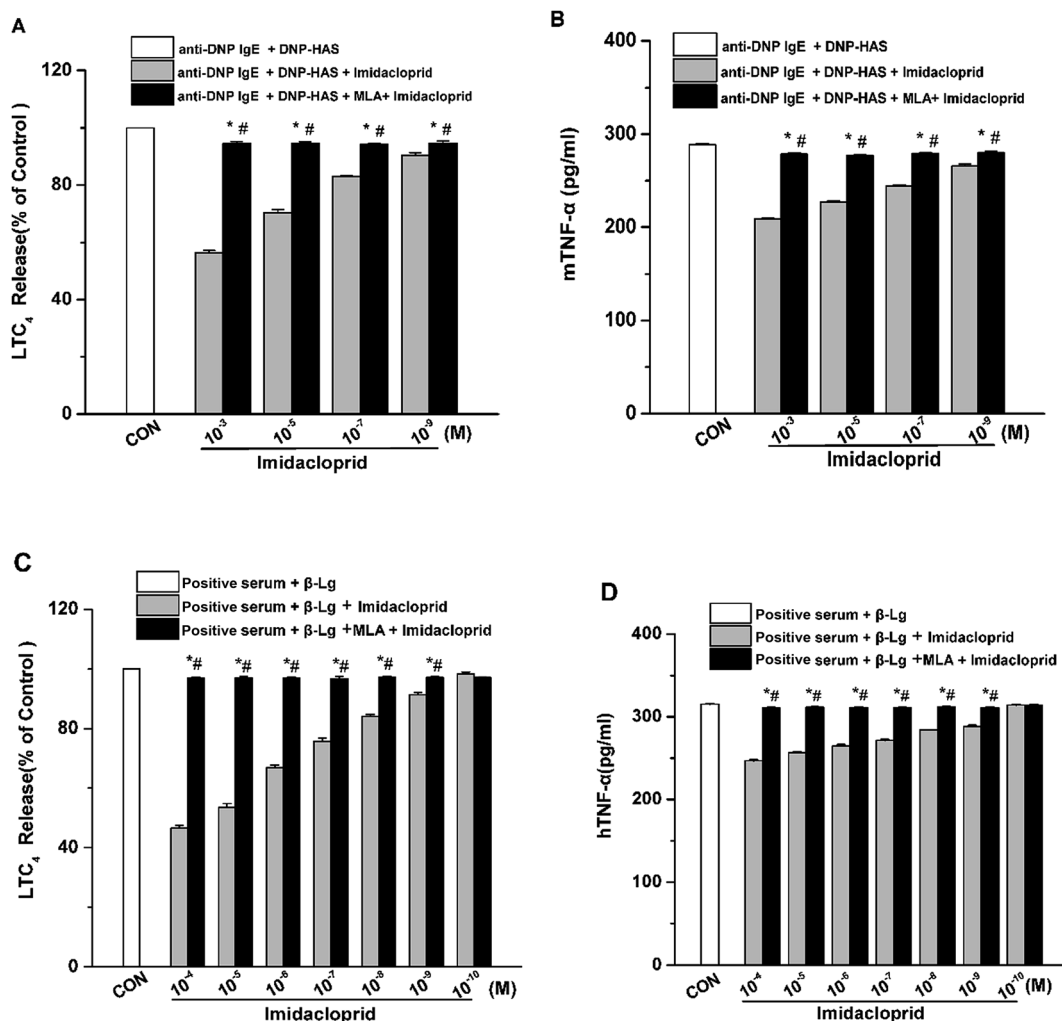 A
anti-DNP IgE + DNP-HAS
anti-DNP IgE + DNP-HAS + Imidacloprid
anti-DNP IgE + DNP-HAS + MLA+ Imidacloprid
120
80
40
0
LTC4 Release(% of Control)
* # * # * # * #
CON 10-3 10-5 10-7 10-9 (M)
Imidacloprid
B
anti-DNP IgE + DNP-HAS
anti-DNP IgE + DNP-HAS + Imidacloprid
anti-DNP IgE + DNP-HAS + MLA+ Imidacloprid
400
300
200
100
0
mTNF-α (pg/ml)
* # * # * # * #
CON 10-3 10-5 10-7 10-9 (M)
Imidacloprid
C
Positive serum + β-Lg
Positive serum + β-Lg + Imidacloprid
Positive serum + β-Lg +MLA + Imidacloprid
120
80
40
0
LTC4 Release(% of Control)
*# *# *# *# *# *#
CON 10-4 10-5 10-6 10-7 10-8 10-9 10-10 (M)
Imidacloprid
D
Positive serum + β-Lg
Positive serum + β-Lg + Imidacloprid
Positive serum + β-Lg +MLA + Imidacloprid
400
300
200
100
0
hTNF-α(pg/ml)
*# *# *# *# *# *#
CON 10-4 10-5 10-6 10-7 10-8 10-9 10-10 (M)
Imidacloprid